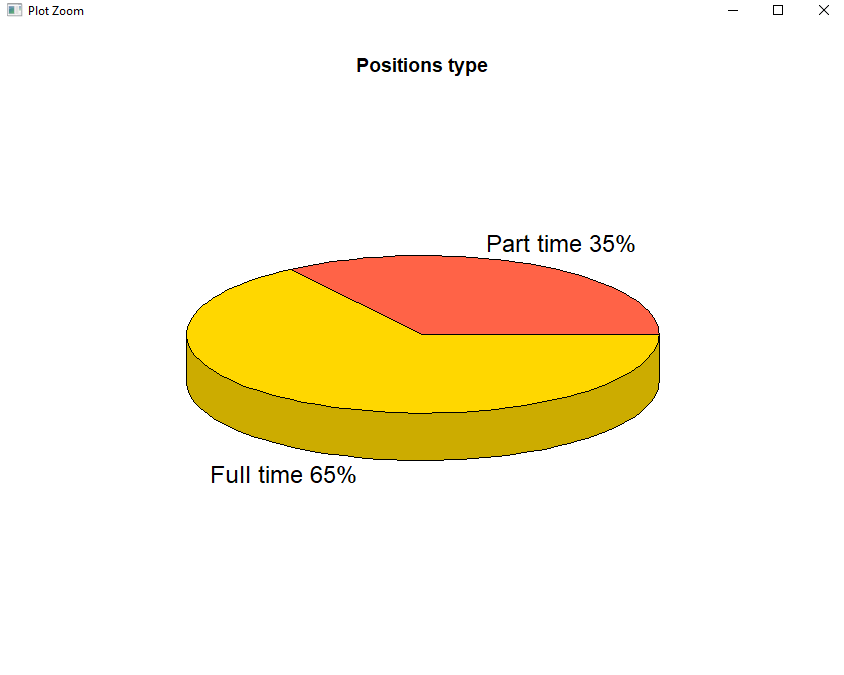 Plot Zoom
Positions type
Part time 35%
Full time 65%